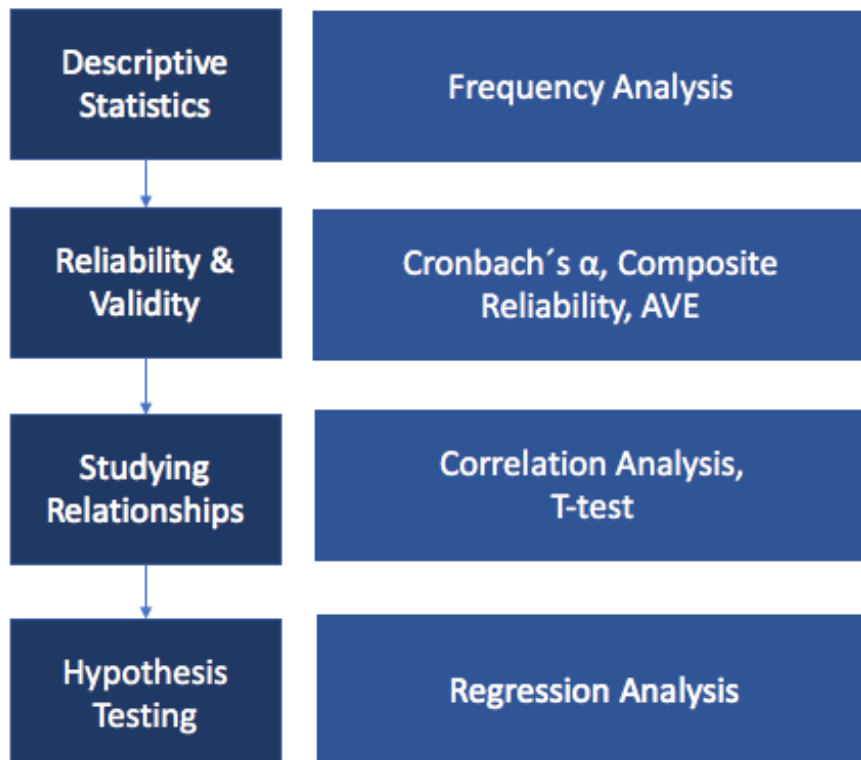 Descriptive
Statistics
Frequency Analysis
Reliability &
Validity
Cronbach´s α, Composite
Reliability, AVE
Studying
Relationships
Correlation Analysis,
T-test
Hypothesis
Testing
Regression Analysis